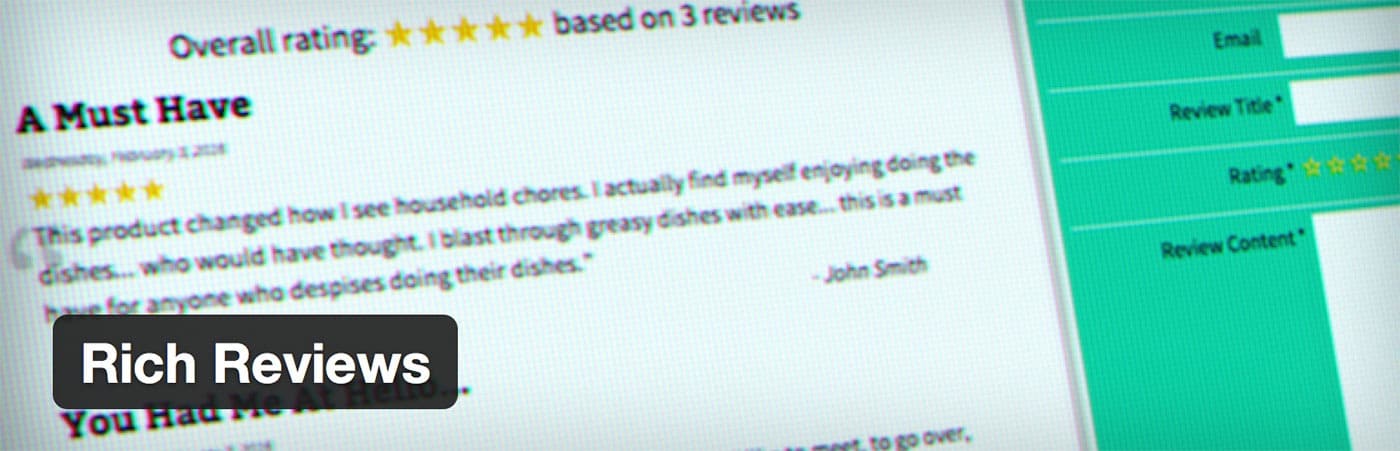 Overall rating: ★★★★★ based on 3 reviews
A Must Have
Wednesday, February 3, 2016
★★★★★
This product changed how I see household chores. I actually find myself enjoying doing the
dishes... who would have thought. I blast through greasy dishes with ease... this is a must
have for anyone who despises doing their dishes."
- John Smith
Rich Reviews
You Had Me At Hello...
to meet, to go over,
Email
Review Title*
Rating* ☆☆☆☆
Review Content*